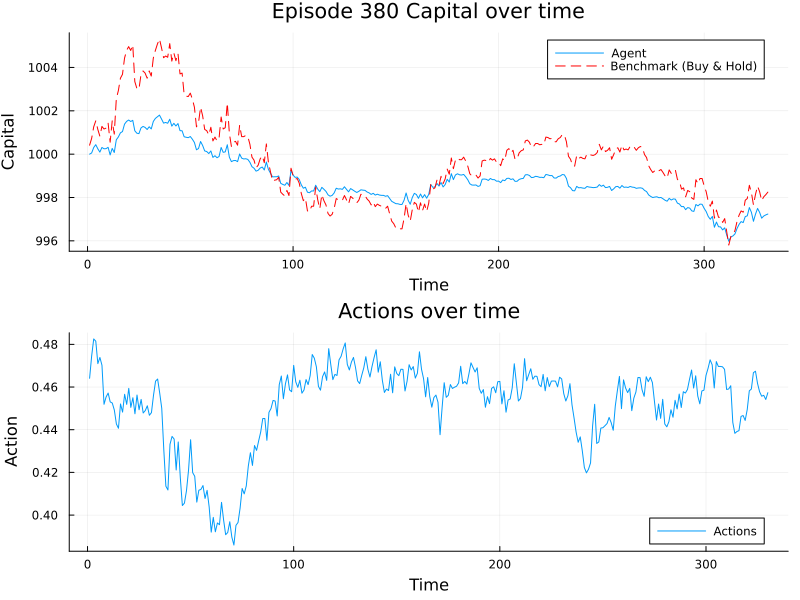 Episode 380 Capital over time
Capital
1004
1002
1000
998
996
Agent
Benchmark (Buy & Hold)
0
100
200
300
Time
Actions over time
Action
0.48
0.46
0.44
0.42
0.40
Actions
0
100
200
300
Time